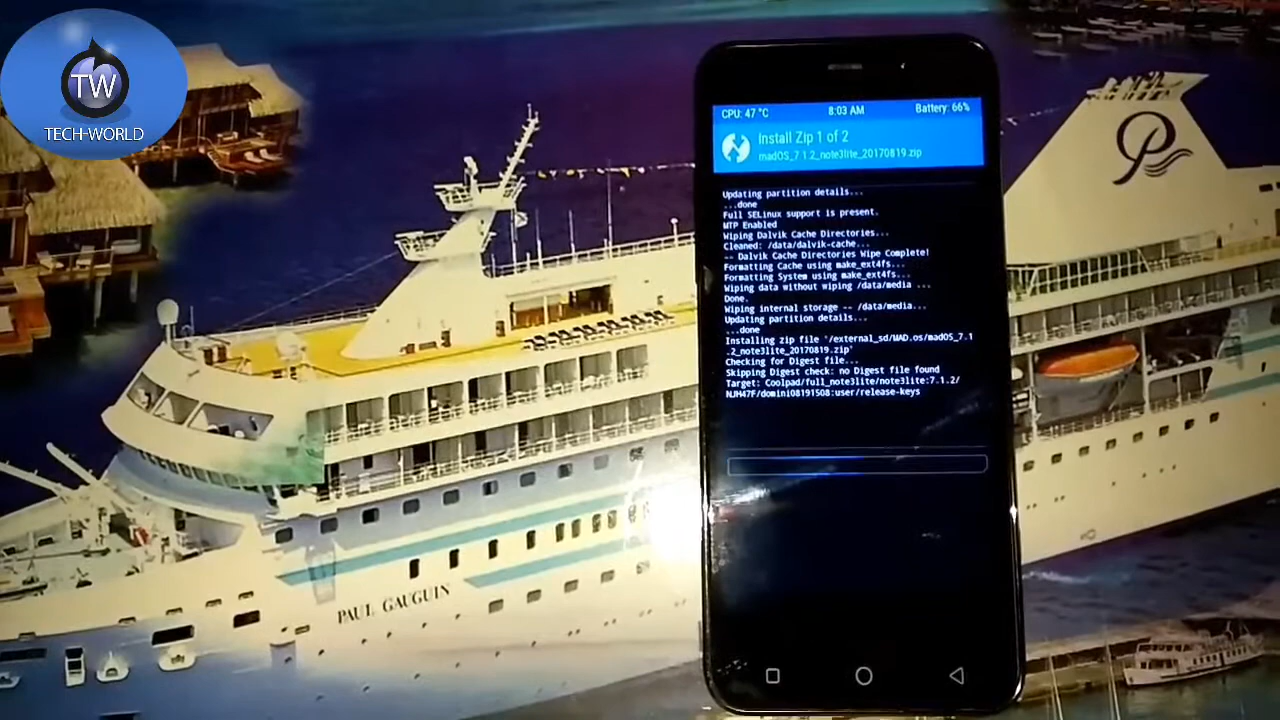 TW
TECH-WORLD
CPU: 47 °C
8:03 AM
Battery: 66%
Install Zip 1 of 2
madOS_7.1.2_note3lite_20170819.zip
Updating partition details...
...done
Full SELinux support is present.
MTP Enabled
Wiping Dalvik Cache Directories...
Cleaned: /data/dalvik-cache...
-- Dalvik Cache Directories Wipe Complete!
Formatting Cache using make_ext4fs...
Formatting System using make_ext4fs...
Wiping data without wiping /data/media ...
Done.
Wiping internal storage -- /data/media...
Updating partition details...
...done
Installing zip file '/external_sd/MAD.os/madOS_7.1
.2_note3lite_20170819.zip'
Checking for Digest file...
Skipping Digest check: no Digest file found
Target: Coolpad/full_note3lite/note3lite:7.1.2/
NJH47F/domini08191508:user/release-keys
P
PAUL GAUGUIN